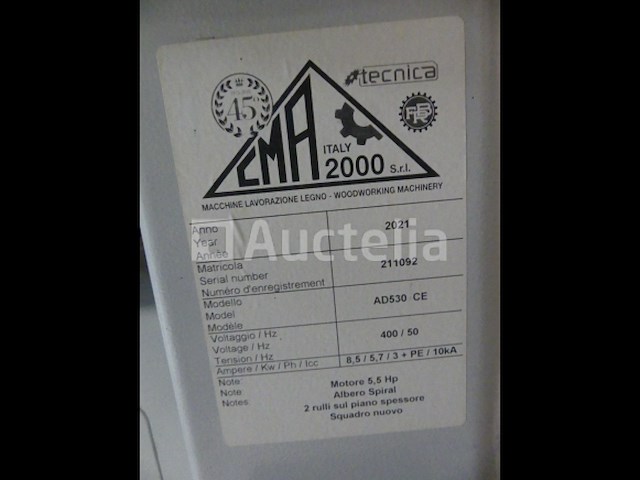 tecnica
45
CMA
ITALY
2000 S.r.l.
MACCHINE LAVORAZIONE LEGNO - WOODWORKING MACHINERY
Anno
Year
Année
2021
Auctelia
Matricola
Serial number
Numéro d'enregistrement
211092
Modello
Model
Modèle
AD530 CE
Voltaggio / Hz
Voltage / Hz
Tension / Hz
400 / 50
Ampere / Kw / Ph / Icc
8,5 / 5,7 / 3 + PE / 10kA
Note:
Note:
Notes:
Motore 5,5 Hp
Albero Spiral
2 rulli sul piano spessore
Squadro nuovo